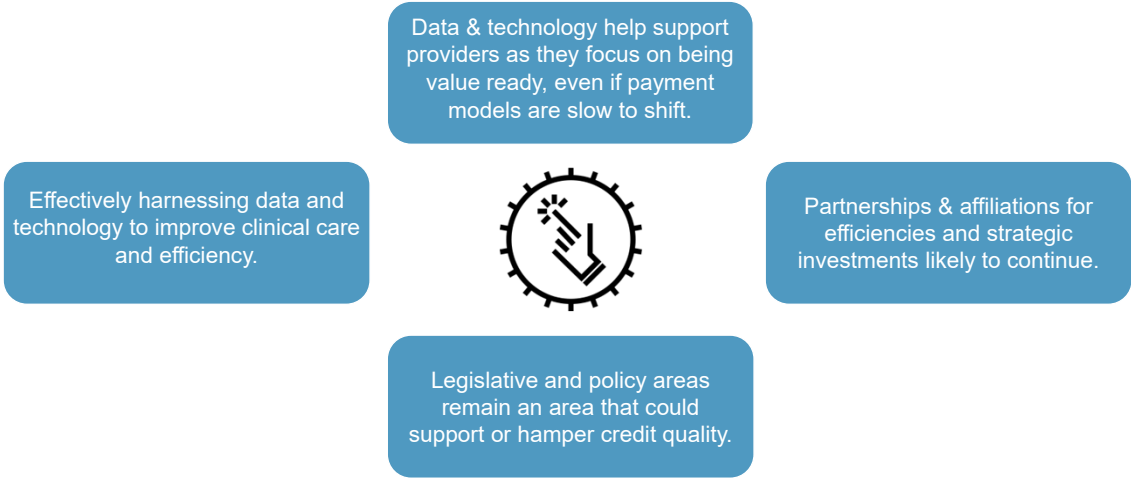 Data & technology help support
providers as they focus on being
value ready, even if payment
models are slow to shift.
Effectively harnessing data and
technology to improve clinical care
and efficiency.
Partnerships & affiliations for
efficiencies and strategic
investments likely to continue.
Legislative and policy areas
remain an area that could
support or hamper credit quality.